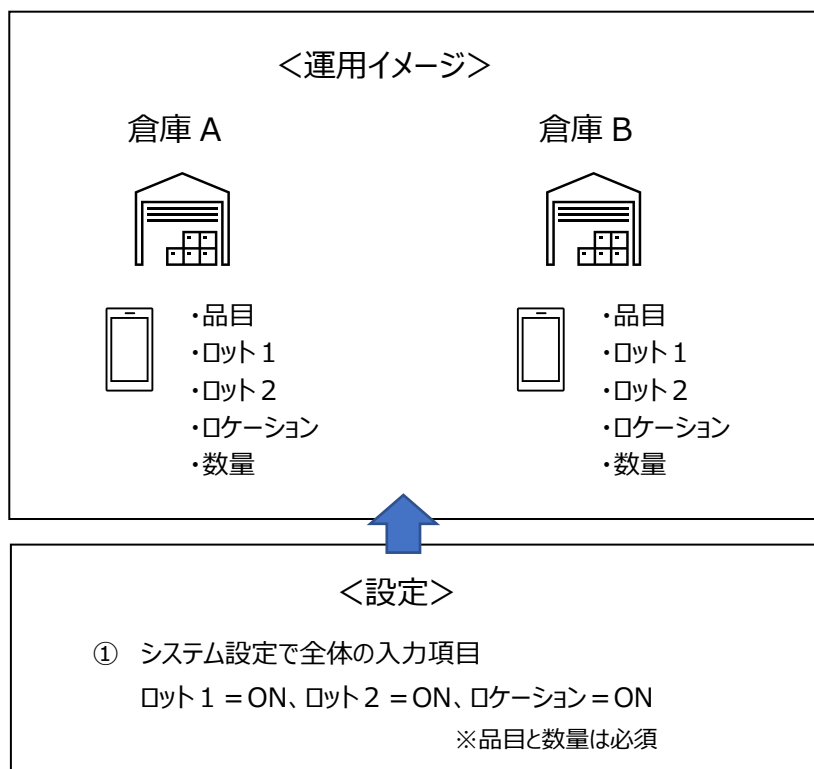 ＜運用イメージ＞
倉庫 A
倉庫 B
・品目
・ロット１
・ロット２
・ロケーション
・数量
・品目
・ロット１
・ロット２
・ロケーション
・数量
＜設定＞
① システム設定で全体の入力項目
ロット１＝ON、ロット２＝ON、ロケーション＝ON
※品目と数量は必須